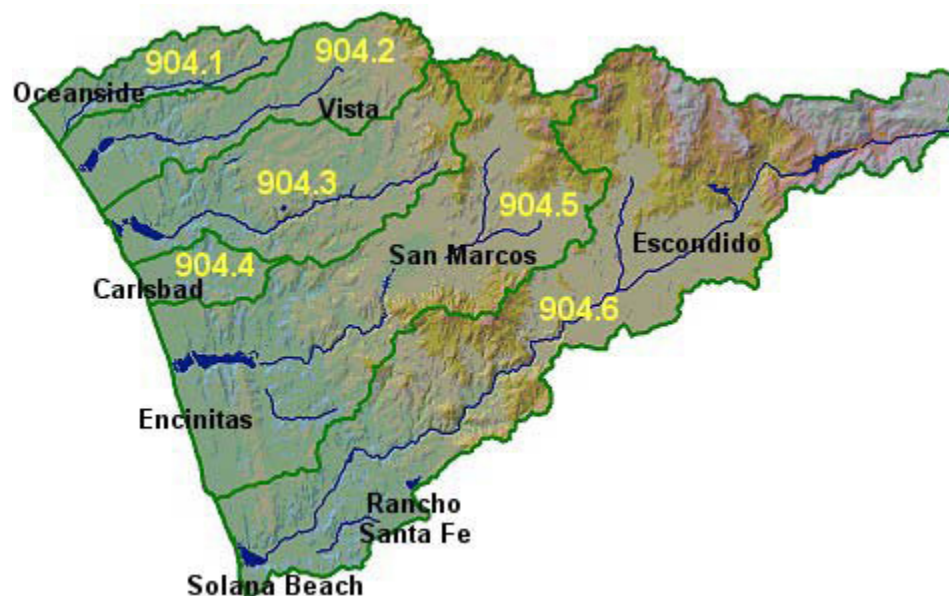 904.1
904.2
Oceanside
Vista
904.3
904.5
Escondido
San Marcos
904.4
Carlsbad
904.6
Encinitas
Rancho
Santa Fe
Solana Beach